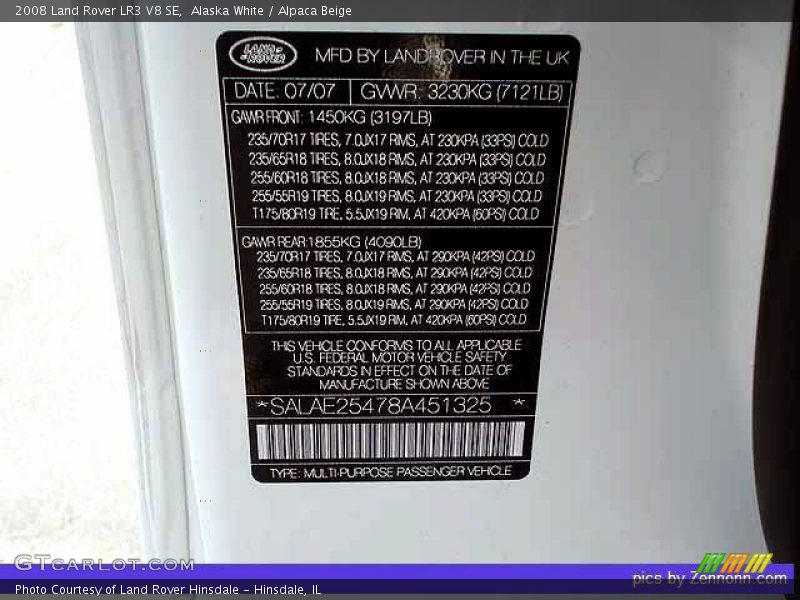 2008 Land Rover LR3 V8 SE,  Alaska White / Alpaca Beige
LAND-
-ROVER
MFD BY LANDROVER IN THE UK
DATE: 07/07 GVWR: 3230KG (7121LB)
GAWR FRONT: 1450KG (3197LB)
235/70R17 TIRES, 7.0JX17 RIMS, AT 230KPA (33PSI) COLD
235/65R18 TIRES, 8.0JX18 RIMS, AT 230KPA (33PSI) COLD
255/60R18 TIRES, 8.0JX18 RIMS, AT 230KPA (33PSI) COLD
255/55R19 TIRES, 8.0JX19 RIMS, AT 230KPA (33PSI) COLD
T175/80R19 TIRE, 5.5JX19 RIM, AT 420KPA (60PSI) COLD
GAWR REAR: 1855KG (4090LB)
235/70R17 TIRES, 7.0JX17 RIMS, AT 290KPA (42PSI) COLD
235/65R18 TIRES, 8.0JX18 RIMS, AT 290KPA (42PSI) COLD
255/60R18 TIRES, 8.0JX18 RIMS, AT 290KPA (42PSI) COLD
255/55R19 TIRES, 8.0JX19 RIMS, AT 290KPA (42PSI) COLD
T175/80R19 TIRE, 5.5JX19 RIM, AT 420KPA (60PSI) COLD
THIS VEHICLE CONFORMS TO ALL APPLICABLE
U.S. FEDERAL MOTOR VEHICLE SAFETY
STANDARDS IN EFFECT ON THE DATE OF
MANUFACTURE SHOWN ABOVE
*SALAE25478A451325 *
TYPE: MULTI-PURPOSE PASSENGER VEHICLE
GTCARLOT.COM
pics by Zennonn.com
Photo Courtesy of Land Rover Hinsdale - Hinsdale, IL